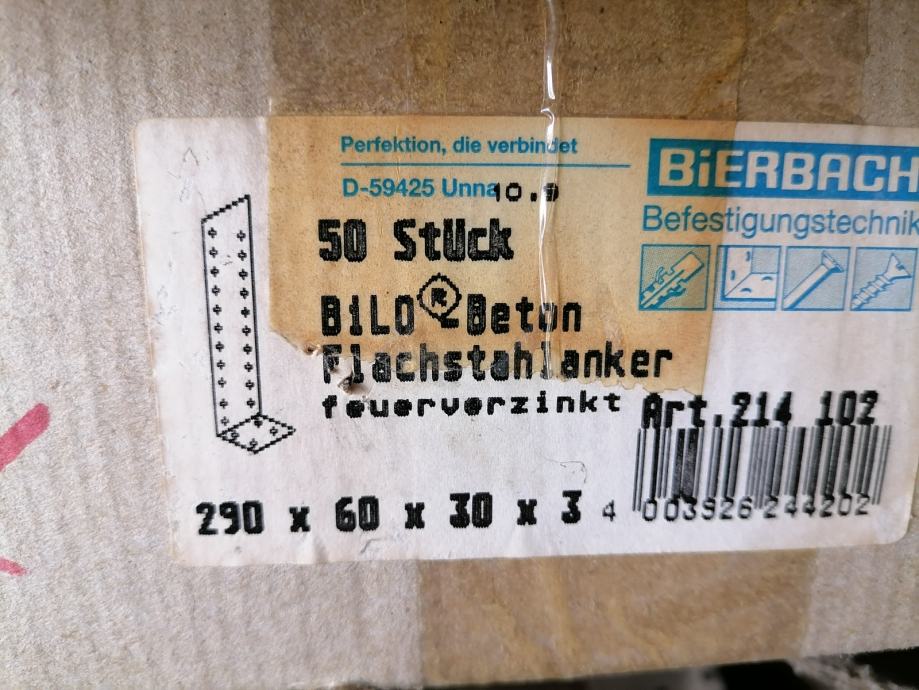 Perfektion, die verbindet
D-59425 Unna
10.9
BiERBACH
Befestigungstechnik
50 Stück
BiLO®-Beton
Flachstahlanker
feuerverzinkt
Art.214 102
290 x 60 x 30 x 3
4 003926 244202